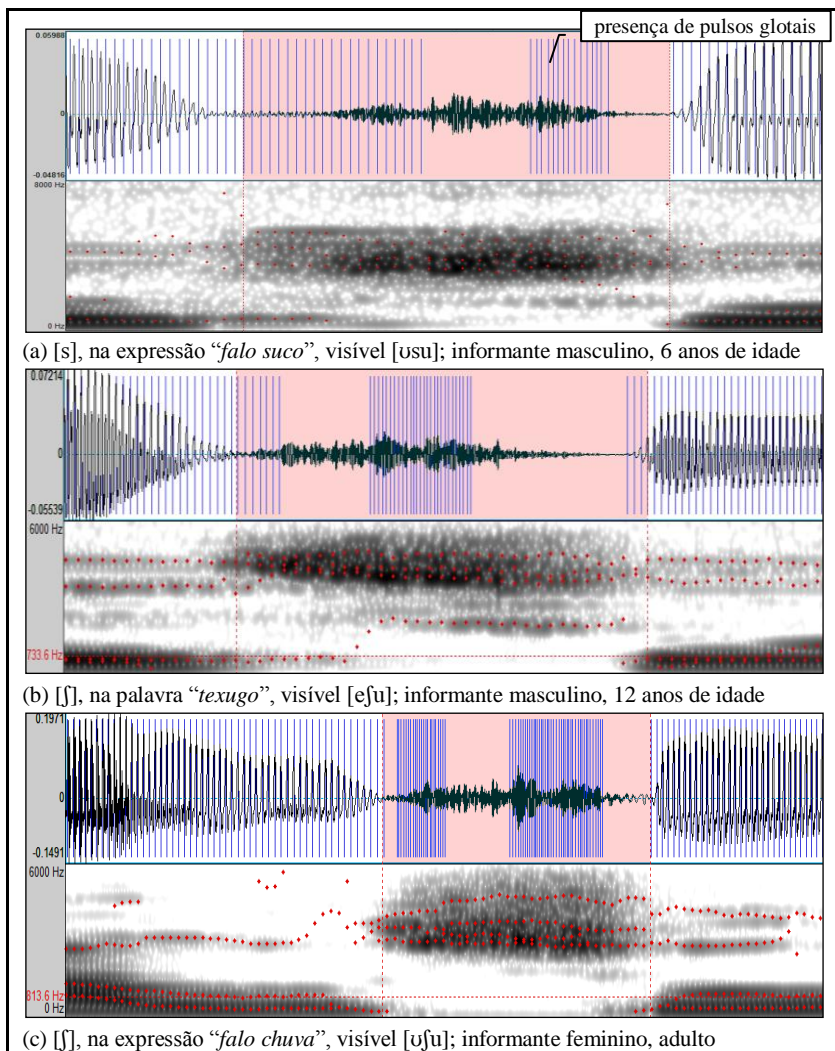 presença de pulsos glotais
0.05988
0
-0.04816
8000 Hz
0 Hz
(a) [s], na expressão “falo suco”, visível [ʊsu]; informante masculino, 6 anos de idade
0.07214
0
-0.05539
6000 Hz
733.6 Hz
(b) [ʃ], na palavra “texugo”, visível [eʃu]; informante masculino, 12 anos de idade
0.1971
0
-0.1491
6000 Hz
813.6 Hz
0 Hz
(c) [ʃ], na expressão “falo chuva”, visível [ʊʃu]; informante feminino, adulto